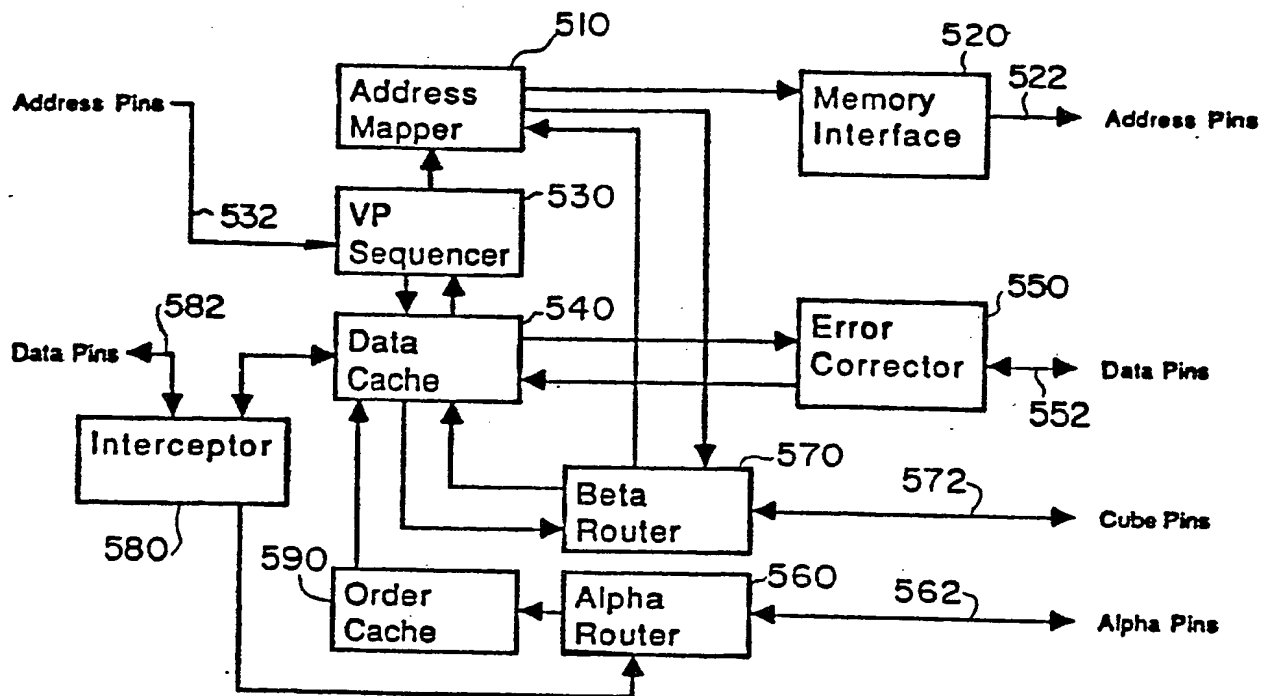 510
520
522
Address Pins
Address
Mapper
Memory
Interface
Address Pins
532
530
VP
Sequencer
582
540
550
Data Pins
Data
Cache
Error
Corrector
Data Pins
552
Interceptor
570
572
Beta
Router
Cube Pins
580
590
560
562
Order
Cache
Alpha
Router
Alpha Pins